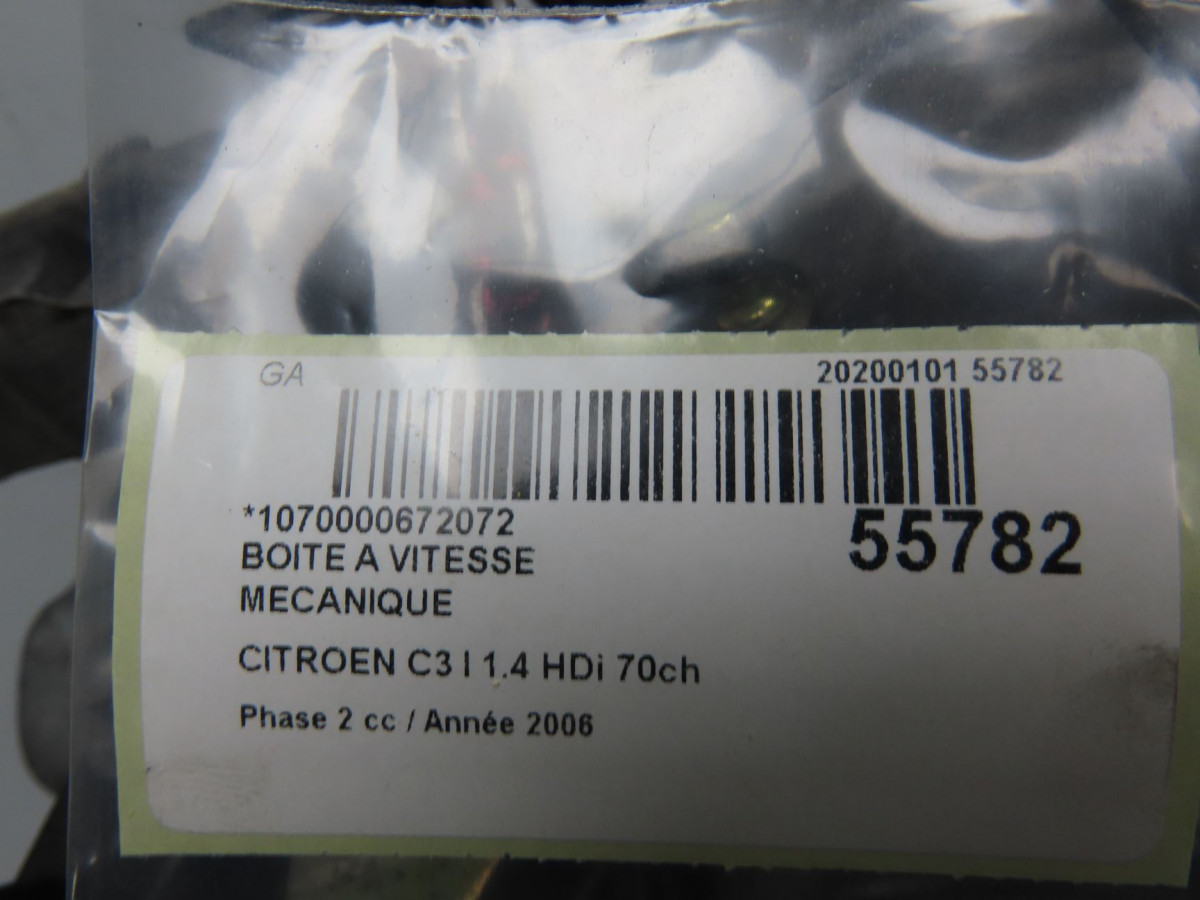 GA 20200101 55782
*1070000672072
55782
BOITE A VITESSE
MECANIQUE
CITROEN C3 I 1.4 HDi 70ch
Phase 2 cc / Année 2006